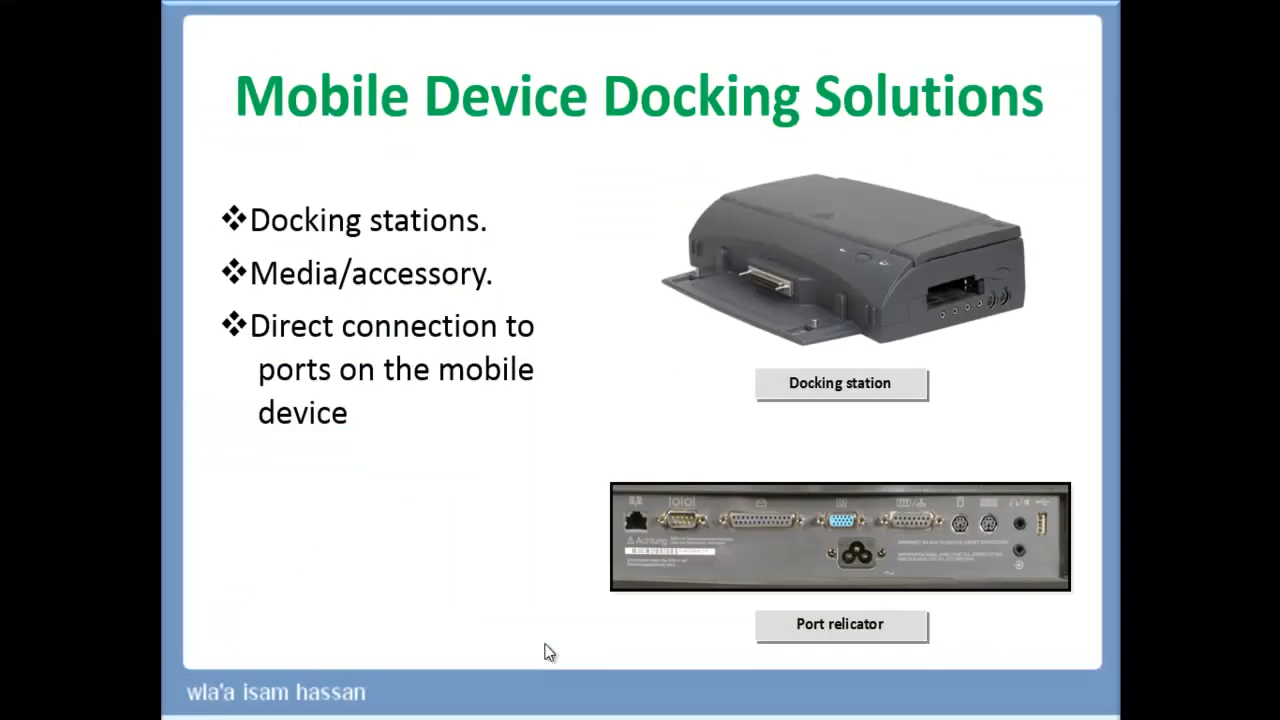 Mobile Device Docking Solutions
❖Docking stations.
❖Media/accessory.
❖Direct connection to
ports on the mobile
device
Docking station
Achtung
Port relicator
wla'a isam hassan